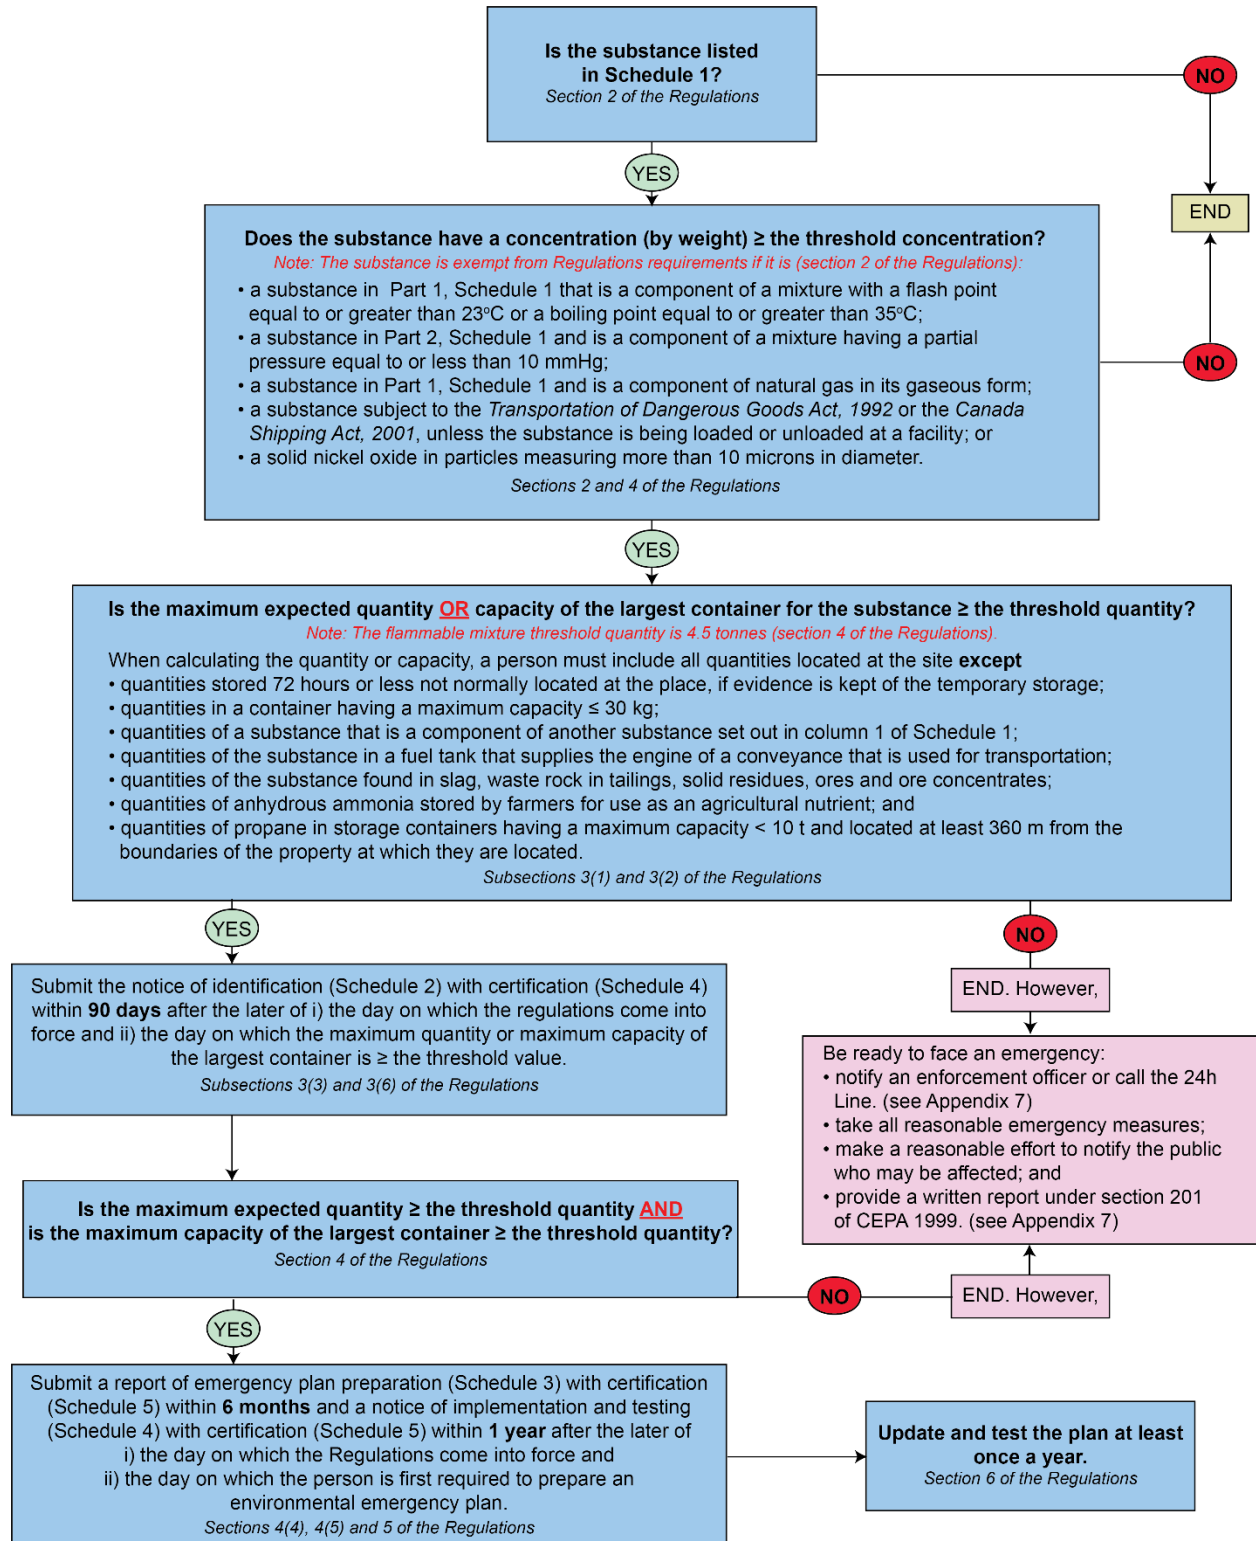 Is the substance listed
in Schedule 1?
Section 2 of the Regulations
NO
YES
END
Does the substance have a concentration (by weight) ≥ the threshold concentration?
Note: The substance is exempt from Regulations requirements if it is (section 2 of the Regulations):
• a substance in Part 1, Schedule 1 that is a component of a mixture with a flash point
equal to or greater than 23°C or a boiling point equal to or greater than 35°C;
• a substance in Part 2, Schedule 1 and is a component of a mixture having a partial
pressure equal to or less than 10 mmHg;
• a substance in Part 1, Schedule 1 and is a component of natural gas in its gaseous form;
• a substance subject to the Transportation of Dangerous Goods Act, 1992 or the Canada
Shipping Act, 2001, unless the substance is being loaded or unloaded at a facility; or
• a solid nickel oxide in particles measuring more than 10 microns in diameter.
Sections 2 and 4 of the Regulations
NO
YES
Is the maximum expected quantity OR capacity of the largest container for the substance ≥ the threshold quantity?
Note: The flammable mixture threshold quantity is 4.5 tonnes (section 4 of the Regulations).
When calculating the quantity or capacity, a person must include all quantities located at the site except
• quantities stored 72 hours or less not normally located at the place, if evidence is kept of the temporary storage;
• quantities in a container having a maximum capacity ≤ 30 kg;
• quantities of a substance that is a component of another substance set out in column 1 of Schedule 1;
• quantities of the substance in a fuel tank that supplies the engine of a conveyance that is used for transportation;
• quantities of the substance found in slag, waste rock in tailings, solid residues, ores and ore concentrates;
• quantities of anhydrous ammonia stored by farmers for use as an agricultural nutrient; and
• quantities of propane in storage containers having a maximum capacity < 10 t and located at least 360 m from the
boundaries of the property at which they are located.
Subsections 3(1) and 3(2) of the Regulations
YES
NO
Submit the notice of identification (Schedule 2) with certification (Schedule 4)
within 90 days after the later of i) the day on which the regulations come into
force and ii) the day on which the maximum quantity or maximum capacity of
the largest container is ≥ the threshold value.
Subsections 3(3) and 3(6) of the Regulations
END. However,
Be ready to face an emergency:
• notify an enforcement officer or call the 24h
Line. (see Appendix 7)
• take all reasonable emergency measures;
• make a reasonable effort to notify the public
who may be affected; and
• provide a written report under section 201
of CEPA 1999. (see Appendix 7)
Is the maximum expected quantity ≥ the threshold quantity AND
is the maximum capacity of the largest container ≥ the threshold quantity?
Section 4 of the Regulations
NO
END. However,
YES
Submit a report of emergency plan preparation (Schedule 3) with certification
(Schedule 5) within 6 months and a notice of implementation and testing
(Schedule 4) with certification (Schedule 5) within 1 year after the later of
i) the day on which the Regulations come into force and
ii) the day on which the person is first required to prepare an
environmental emergency plan.
Sections 4(4), 4(5) and 5 of the Regulations
Update and test the plan at least
once a year.
Section 6 of the Regulations